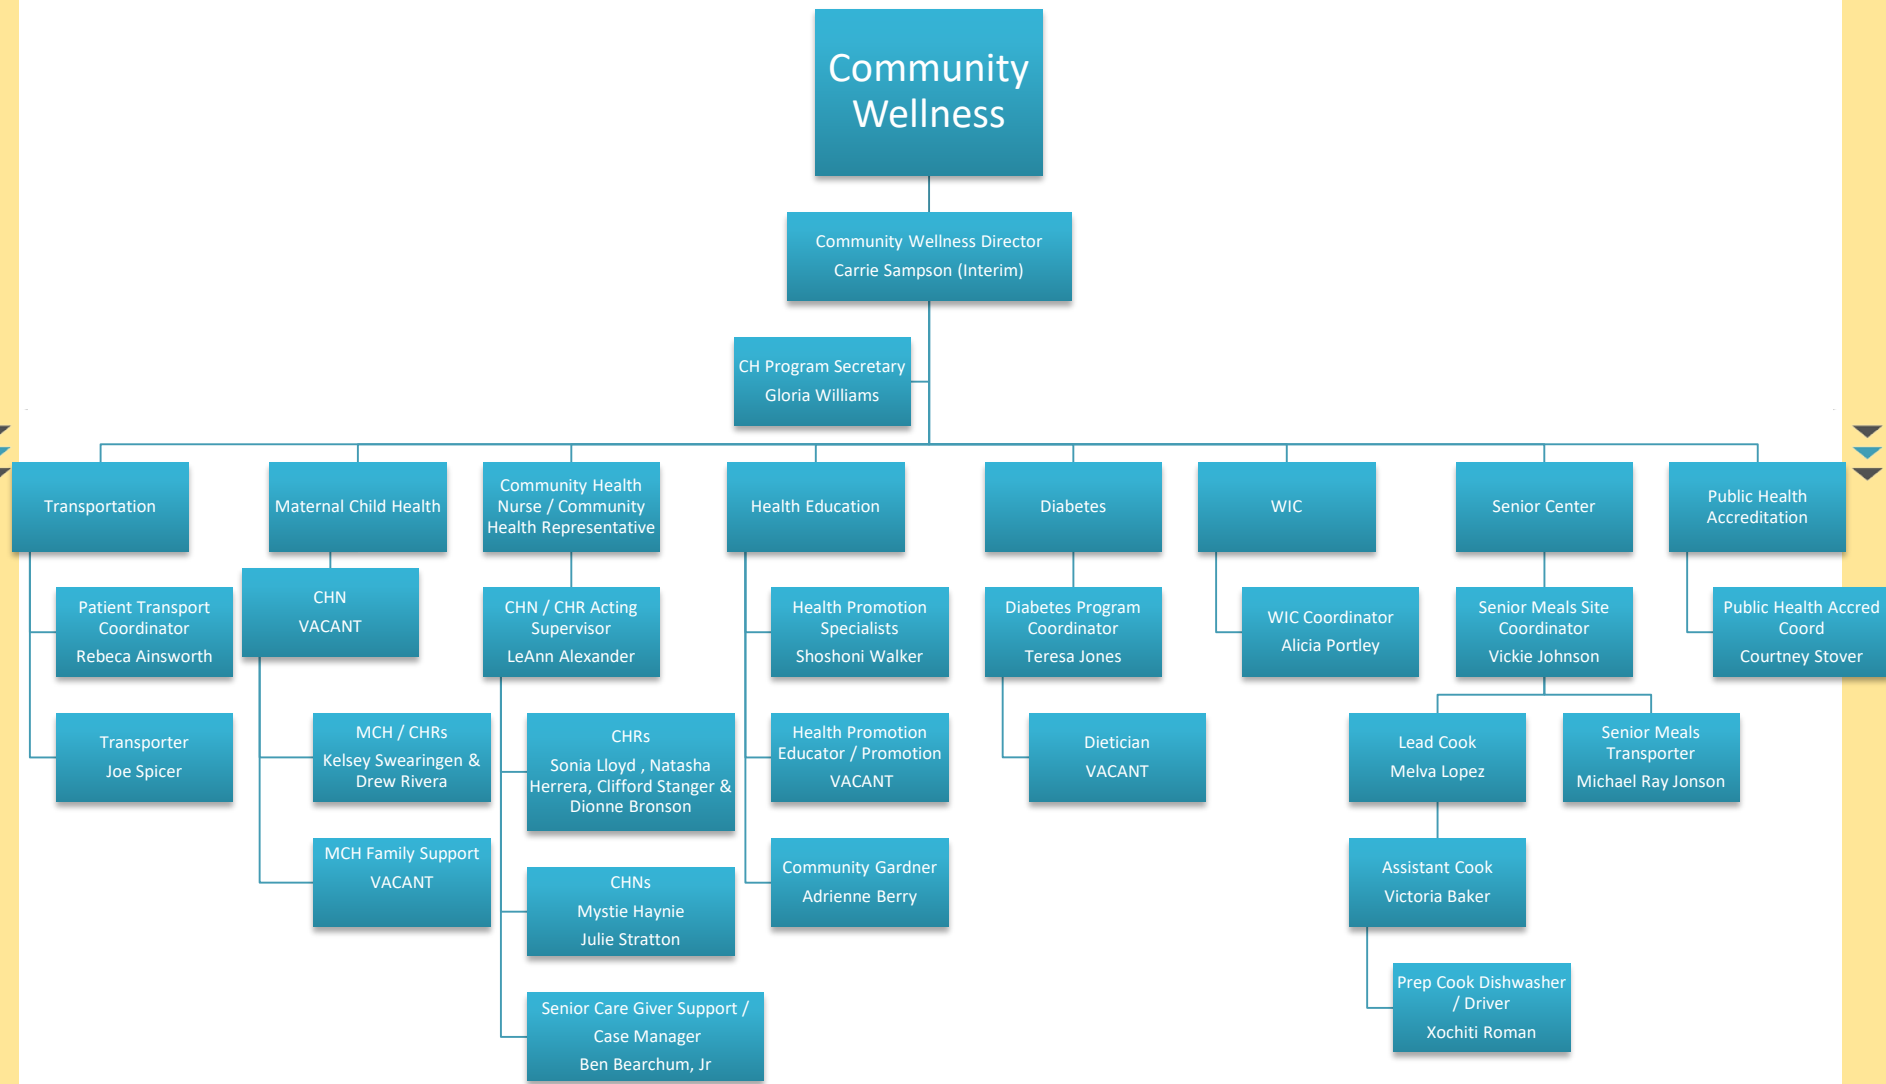 Community
Wellness
Community Wellness Director
Carrie Sampson (Interim)
CH Program Secretary
Gloria Williams
Transportation
Patient Transport
Coordinator
Rebeca Ainsworth
Transporter
Joe Spicer
Maternal Child Health
CHN
VACANT
MCH / CHRs
Kelsey Swearingen &
Drew Rivera
MCH Family Support
VACANT
Community Health
Nurse / Community
Health Representative
CHN / CHR Acting
Supervisor
LeAnn Alexander
CHRs
Sonia Lloyd , Natasha
Herrera, Clifford Stanger &
Dionne Bronson
CHNs
Mystie Haynie
Julie Stratton
Senior Care Giver Support /
Case Manager
Ben Bearchum, Jr
Health Education
Health Promotion
Specialists
Shoshoni Walker
Health Promotion
Educator / Promotion
VACANT
Community Gardner
Adrienne Berry
Diabetes
Diabetes Program
Coordinator
Teresa Jones
Dietician
VACANT
WIC
WIC Coordinator
Alicia Portley
Senior Center
Senior Meals Site
Coordinator
Vickie Johnson
Lead Cook
Melva Lopez
Assistant Cook
Victoria Baker
Prep Cook Dishwasher
/ Driver
Xochiti Roman
Senior Meals
Transporter
Michael Ray Jonson
Public Health
Accreditation
Public Health Accred
Coord
Courtney Stover